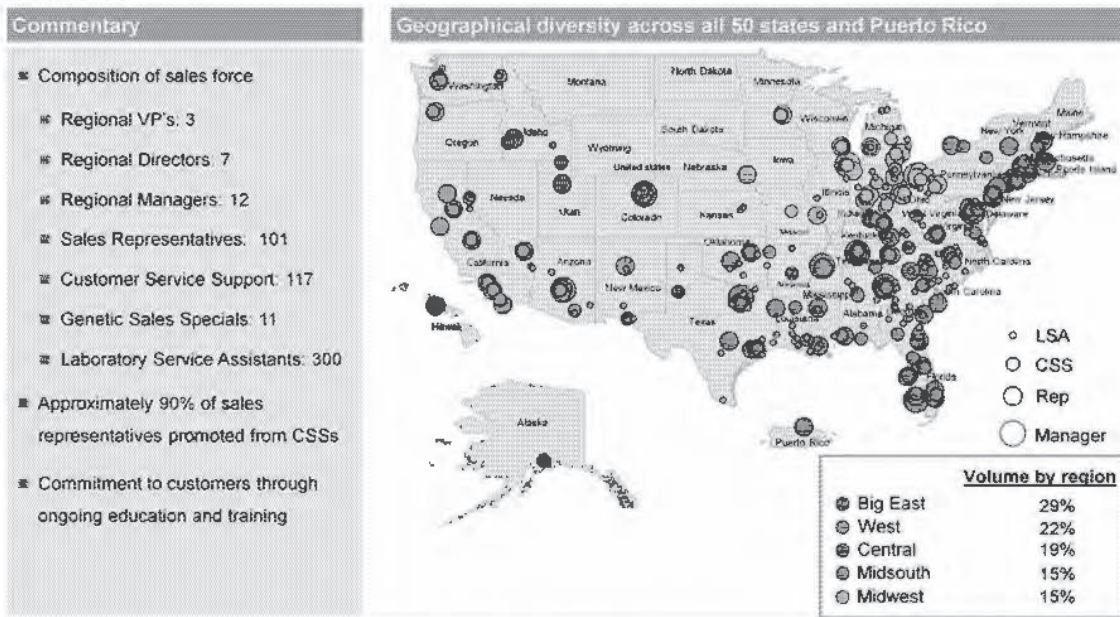 Commentary
Composition of sales force
Regional VP's: 3
Regional Directors: 7
Regional Managers: 12
Sales Representatives: 101
Customer Service Support: 117
Genetic Sales Specials: 11
Laboratory Service Assistants: 300
Approximately 90% of sales
representatives promoted from CSSs
Commitment to customers through
ongoing education and training
Geographical diversity across all 50 states and Puerto Rico
Washington
Montana
North Dakota
Minnesota
Maine
Vermont
Hampshire
Oregon
Idaho
South Dakota
Wisconsin
Michigan
New York
Wyoming
Nebraska
Iowa
Pennsylvania
Rhode Island
United states
Nevada
Utah
Colorado
Kansas
Illinois
Ohio
New Jersey
Delaware
California
Arizona
New Mexico
Oklahoma
Kentucky
North Carolina
Texas
Louisiana
Mississippi
Alabama
Florida
Hawaii
Alaska
Puerto Rico
LSA
CSS
Rep
Manager
Volume by region
Big East 29%
West 22%
Central 19%
Midsouth 15%
Midwest 15%